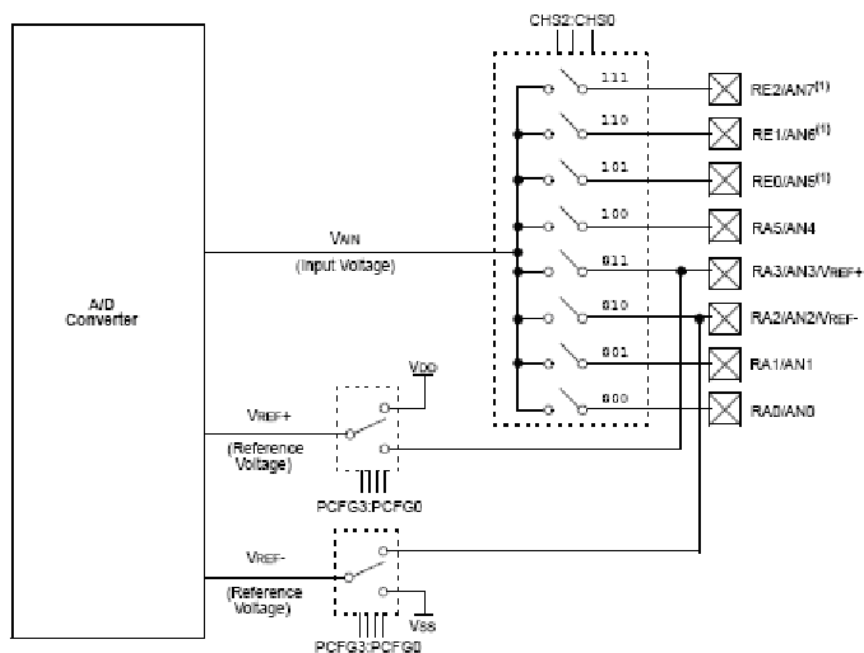 CHS2:CHS0
111
RE2/AN7(1)
110
RE1/AN6(1)
101
RE0/AN5(1)
100
RA5/AN4
VAIN
(Input Voltage)
011
RA3/AN3/VREF+
A/D
Converter
010
RA2/AN2/VREF-
001
RA1/AN1
VDD
000
RA0/AN0
VREF+
(Reference
Voltage)
PCFG3:PCFG0
VREF-
(Reference
Voltage)
VSS
PCFG3:PCFG0